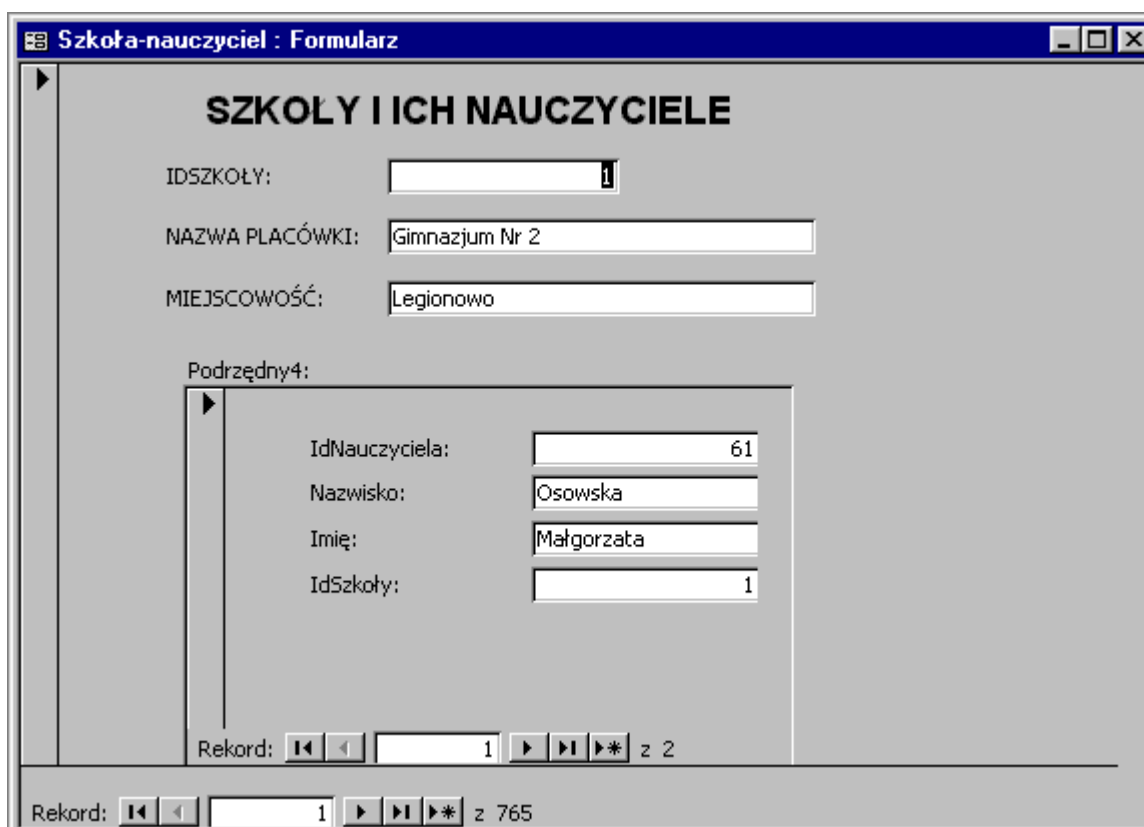 Szkoła-nauczyciel : Formularz
SZKOŁY I ICH NAUCZYCIELE
IDSZKOŁY: 1
NAZWA PLACÓWKI: Gimnazjum Nr 2
MIEJSCOWOŚĆ: Legionowo
Podrzędny4:
IdNauczyciela: 61
Nazwisko: Osowska
Imię: Małgorzata
IdSzkoły: 1
Rekord: 1 z 2
Rekord: 1 z 765